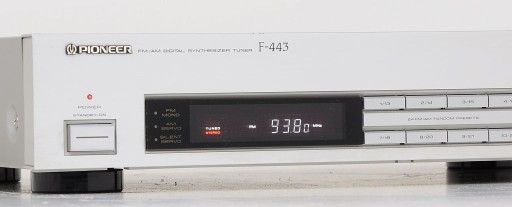 PIONEER FM/AM DIGITAL SYNTHESIZER TUNER F-443
POWER
STANDBY/ON
FM
MONO
AM
SERVO
SILENT
SERVO
TUNED
STEREO
FM 93.80 MHz